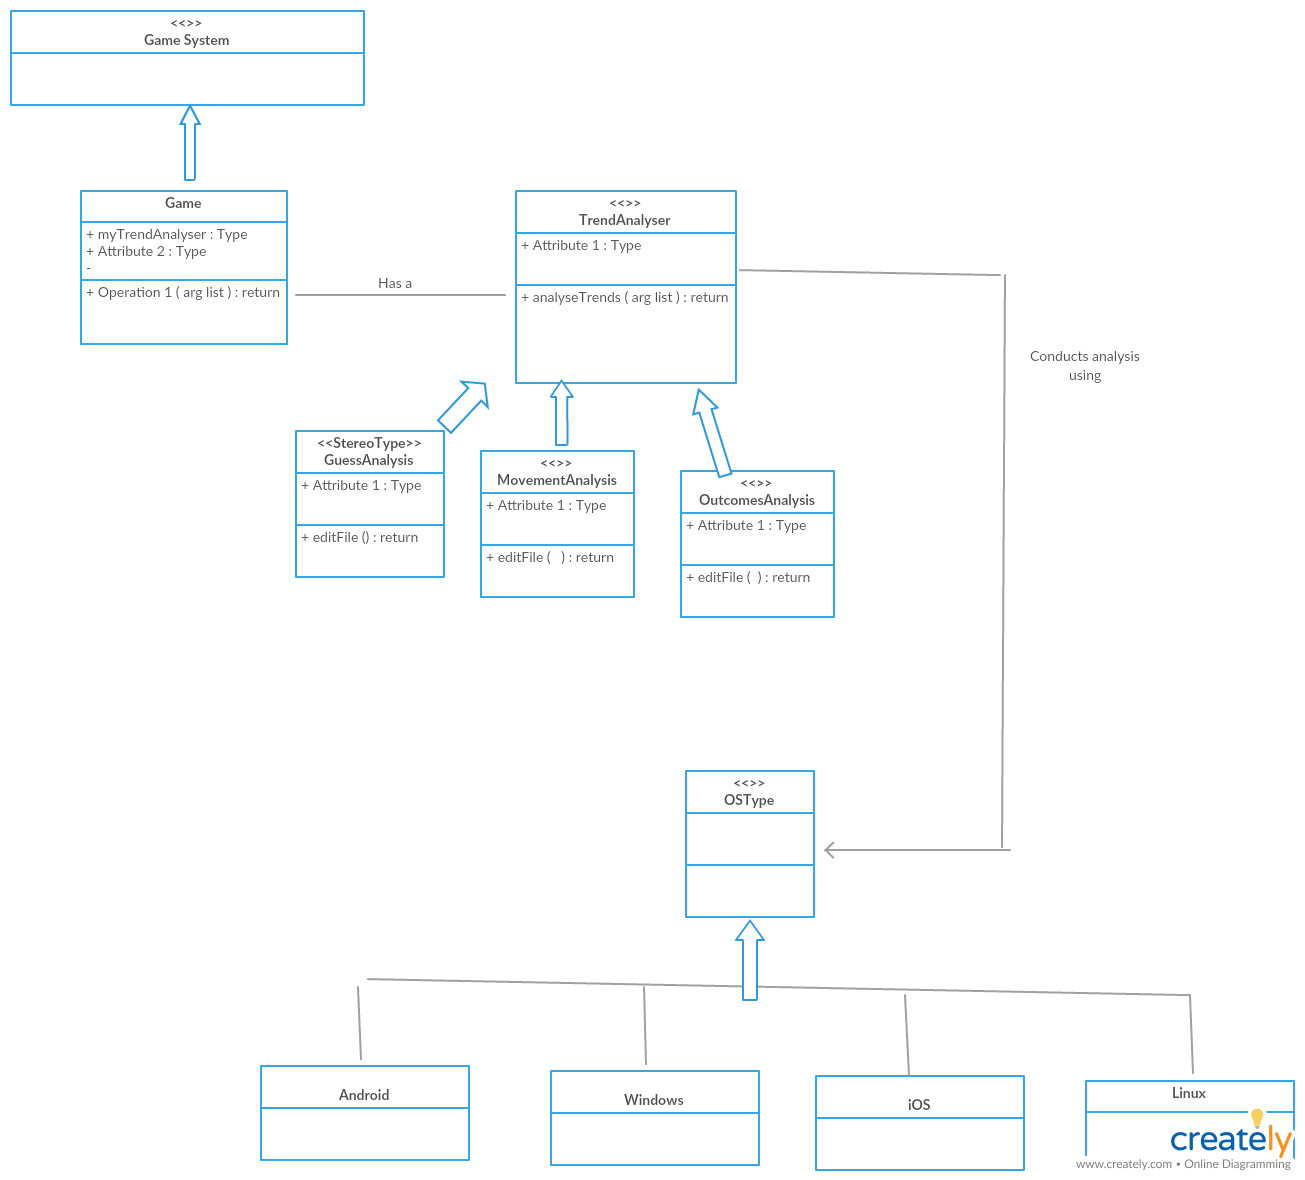 <<>>
Game System
Game
+ myTrendAnalyser : Type
+ Attribute 2 : Type
-
+ Operation 1 ( arg list ) : return
Has a
<<>>
TrendAnalyser
+ Attribute 1 : Type
+ analyseTrends ( arg list ) : return
Conducts analysis
using
<<StereoType>>
GuessAnalysis
+ Attribute 1 : Type
+ editFile () : return
<<>>
MovementAnalysis
+ Attribute 1 : Type
+ editFile (   ) : return
<<>>
OutcomesAnalysis
+ Attribute 1 : Type
+ editFile (  ) : return
<<>>
OSType
Android
Windows
iOS
Linux
creately
www.creately.com • Online Diagramming